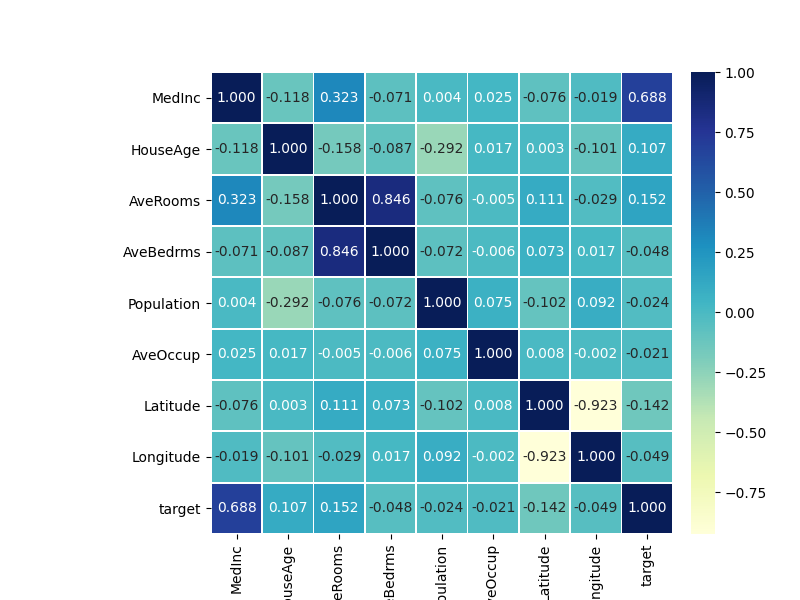 MedInc 1.000 -0.118 0.323 -0.071 0.004 0.025 -0.076 -0.019 0.688
HouseAge -0.118 1.000 -0.158 -0.087 -0.292 0.017 0.003 -0.101 0.107
AveRooms 0.323 -0.158 1.000 0.846 -0.076 -0.005 0.111 -0.029 0.152
AveBedrms -0.071 -0.087 0.846 1.000 -0.072 -0.006 0.073 0.017 -0.048
Population 0.004 -0.292 -0.076 -0.072 1.000 0.075 -0.102 0.092 -0.024
AveOccup 0.025 0.017 -0.005 -0.006 0.075 1.000 0.008 -0.002 -0.021
Latitude -0.076 0.003 0.111 0.073 -0.102 0.008 1.000 -0.923 -0.142
Longitude -0.019 -0.101 -0.029 0.017 0.092 -0.002 -0.923 1.000 -0.049
target 0.688 0.107 0.152 -0.048 -0.024 -0.021 -0.142 -0.049 1.000
MedInc
ouseAge
eRooms
eBedrms
pulation
veOccup
Latitude
ngitude
target
1.00
0.75
0.50
0.25
0.00
−0.25
−0.50
−0.75